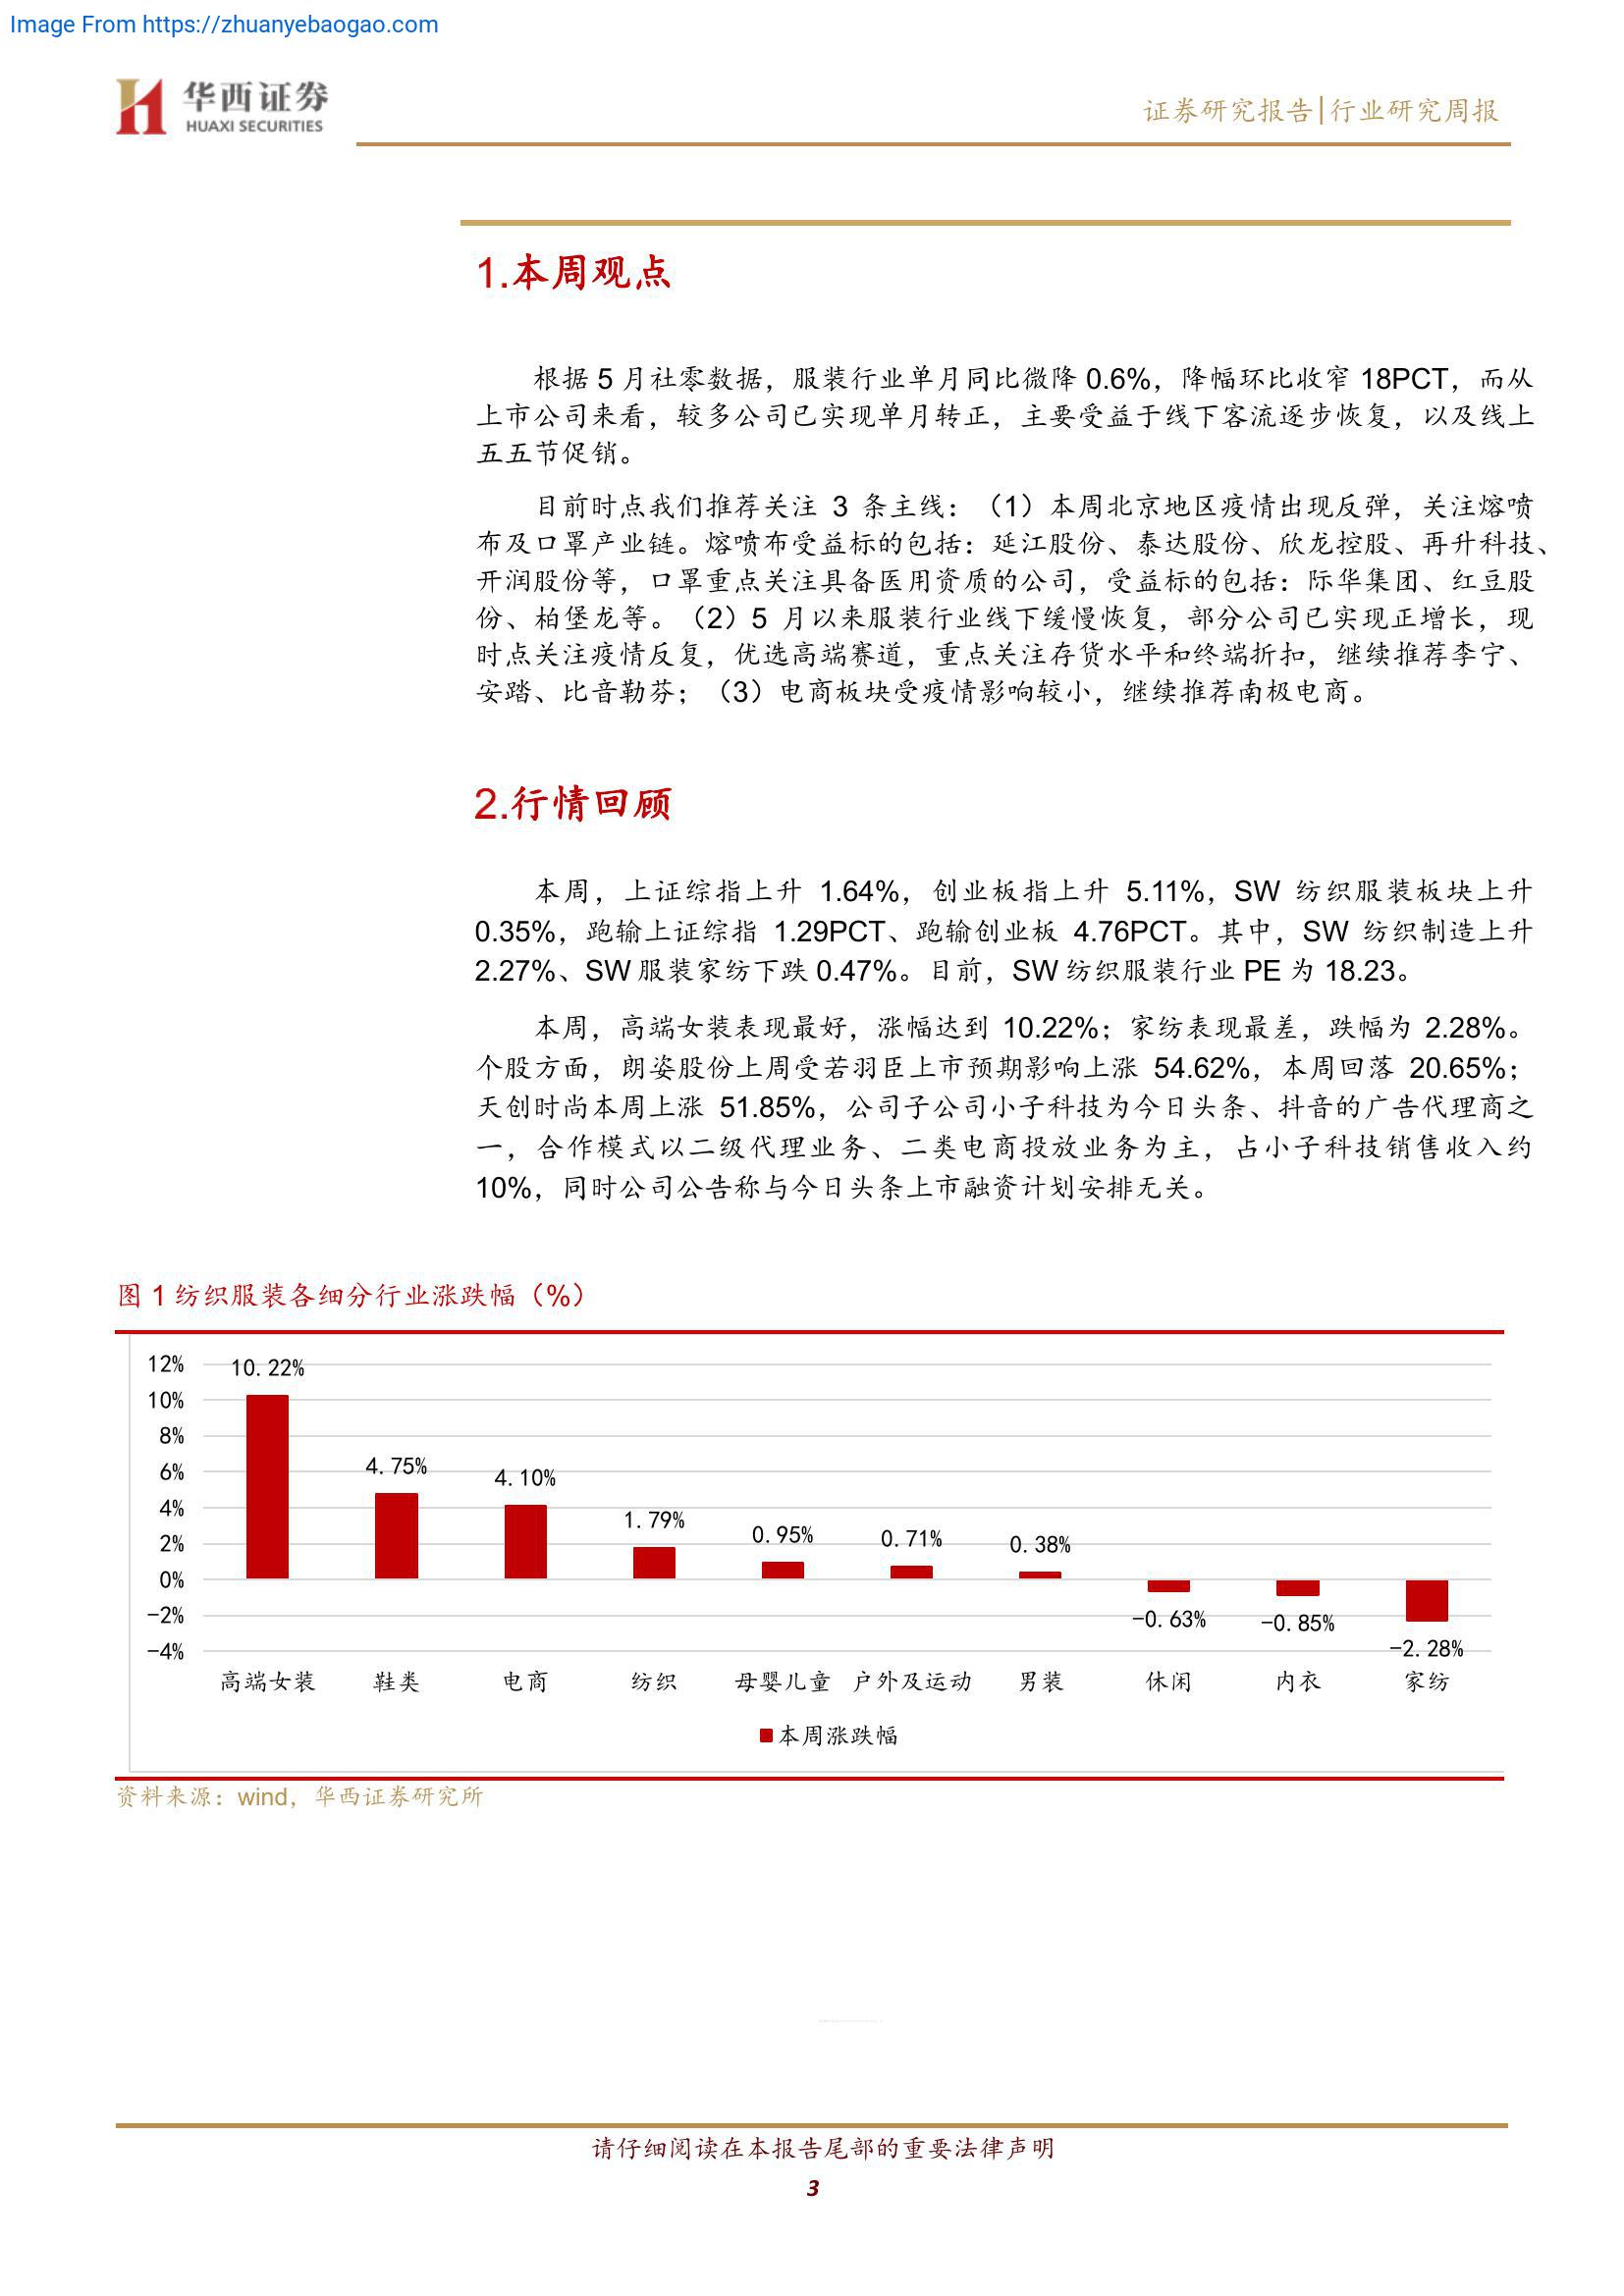 Image From https://zhuanyebaogao.com
华西证券
HUAXI SECURITIES
证券研究报告|行业研究周报
1.本周观点
根据 5 月社零数据，服装行业单月同比微降 0.6%，降幅环比收窄 18PCT，而从
上市公司来看，较多公司已实现单月转正，主要受益于线下客流逐步恢复，以及线上
五五节促销。
目前时点我们推荐关注 3 条主线：（1）本周北京地区疫情出现反弹，关注熔喷
布及口罩产业链。熔喷布受益标的包括：延江股份、泰达股份、欣龙控股、再升科技、
开润股份等，口罩重点关注具备医用资质的公司，受益标的包括：际华集团、红豆股
份、柏堡龙等。（2）5 月以来服装行业线下缓慢恢复，部分公司已实现正增长，现
时点关注疫情反复，优选高端赛道，重点关注存货水平和终端折扣，继续推荐李宁、
安踏、比音勒芬；（3）电商板块受疫情影响较小，继续推荐南极电商。
2.行情回顾
本周，上证综指上升 1.64%，创业板指上升 5.11%，SW 纺织服装板块上升
0.35%，跑输上证综指 1.29PCT、跑输创业板 4.76PCT。其中，SW 纺织制造上升
2.27%、SW 服装家纺下跌 0.47%。目前，SW 纺织服装行业 PE 为 18.23。
本周，高端女装表现最好，涨幅达到 10.22%；家纺表现最差，跌幅为 2.28%。
个股方面，朗姿股份上周受若羽臣上市预期影响上涨 54.62%，本周回落 20.65%；
天创时尚本周上涨 51.85%，公司子公司小子科技为今日头条、抖音的广告代理商之
一，合作模式以二级代理业务、二类电商投放业务为主，占小子科技销售收入约
10%，同时公司公告称与今日头条上市融资计划安排无关。
图 1 纺织服装各细分行业涨跌幅（%）
12%
10%
8%
6%
4%
2%
0%
-2%
-4%
10.22%
4.75%
4.10%
1.79%
0.95%
0.71%
0.38%
-0.63%
-0.85%
-2.28%
高端女装 鞋类 电商 纺织 母婴儿童 户外及运动 男装 休闲 内衣 家纺
本周涨跌幅
资料来源：wind，华西证券研究所
请仔细阅读在本报告尾部的重要法律声明
3